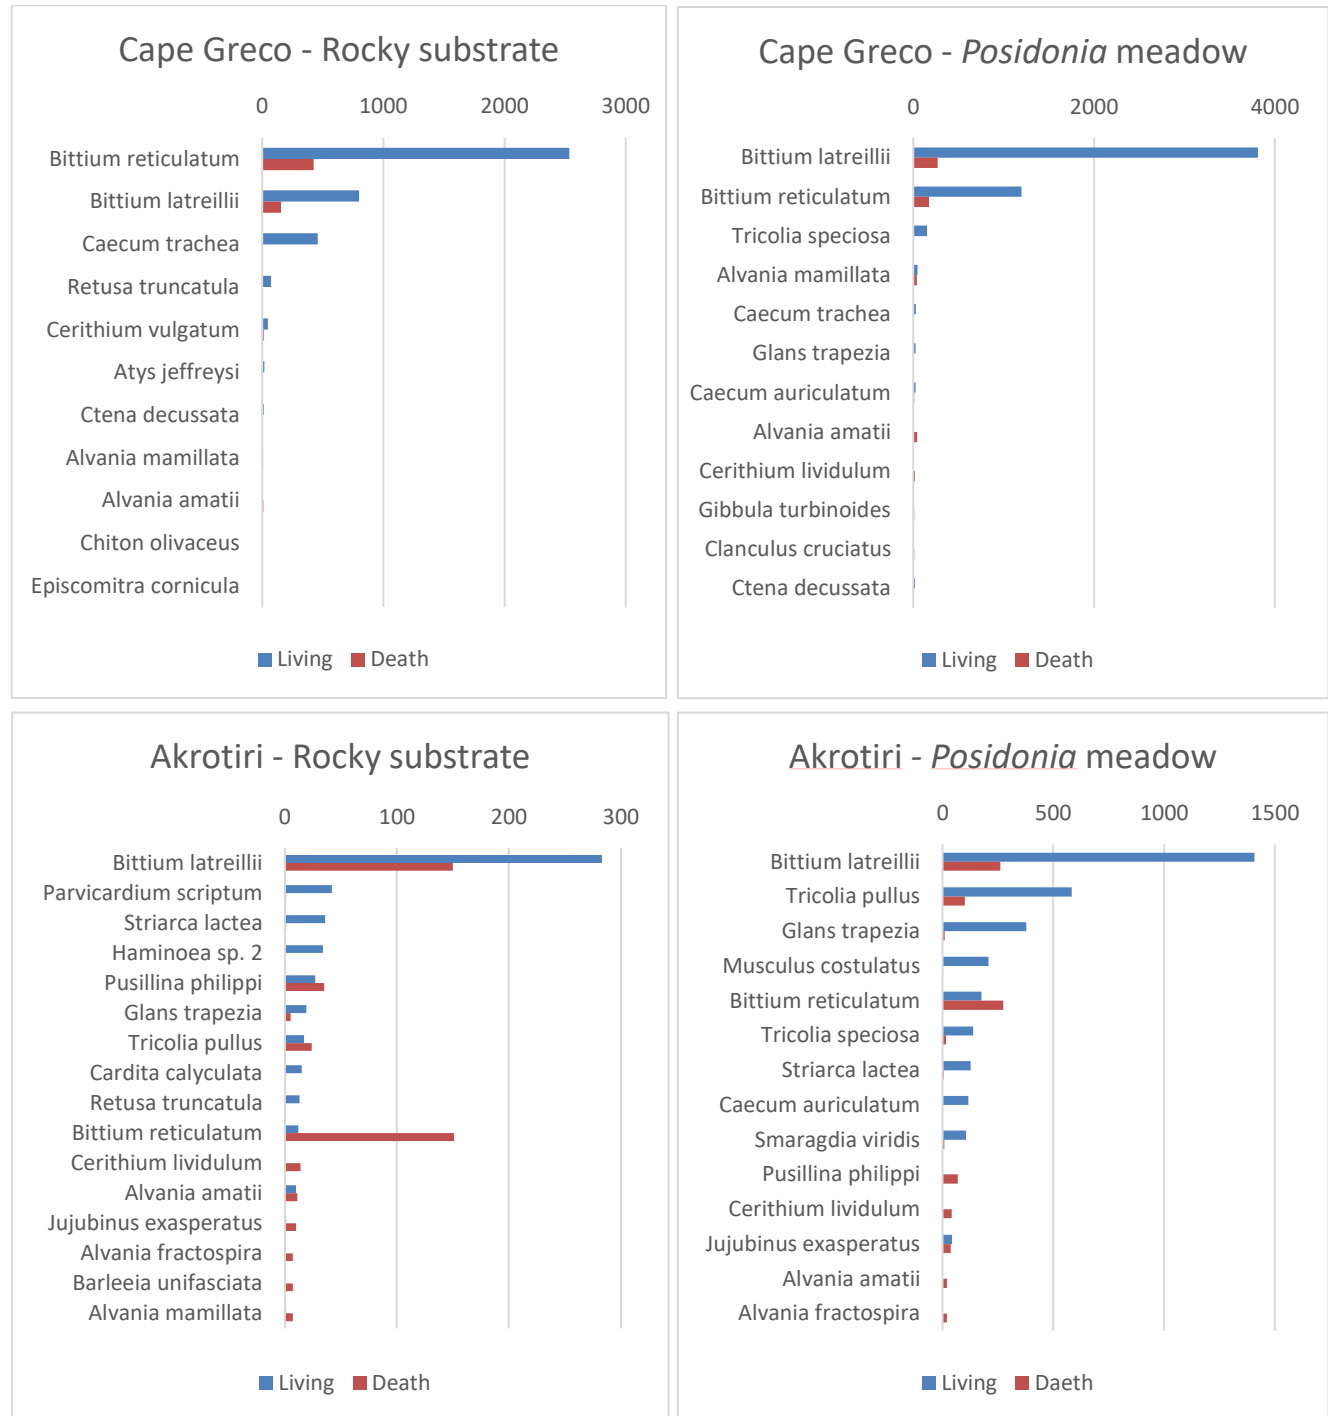 Cape Greco - Rocky substrate
0 1000 2000 3000
Bittium reticulatum
Bittium latreillii
Caecum trachea
Retusa truncatula
Cerithium vulgatum
Atys jeffreysi
Ctena decussata
Alvania mamillata
Alvania amatii
Chiton olivaceus
Episcomitra cornicula
Living Death
Cape Greco - Posidonia meadow
0 2000 4000
Bittium latreillii
Bittium reticulatum
Tricolia speciosa
Alvania mamillata
Caecum trachea
Glans trapezia
Caecum auriculatum
Alvania amatii
Cerithium lividulum
Gibbula turbinoides
Clanculus cruciatus
Ctena decussata
Living Death
Akrotiri - Rocky substrate
0 100 200 300
Bittium latreillii
Parvicardium scriptum
Striarca lactea
Haminoea sp. 2
Pusillina philippi
Glans trapezia
Tricolia pullus
Cardita calyculata
Retusa truncatula
Bittium reticulatum
Cerithium lividulum
Alvania amatii
Jujubinus exasperatus
Alvania fractospira
Barleeia unifasciata
Alvania mamillata
Living Death
Akrotiri - Posidonia meadow
0 500 1000 1500
Bittium latreillii
Tricolia pullus
Glans trapezia
Musculus costulatus
Bittium reticulatum
Tricolia speciosa
Striarca lactea
Caecum auriculatum
Smaragdia viridis
Pusillina philippi
Cerithium lividulum
Jujubinus exasperatus
Alvania amatii
Alvania fractospira
Living Daeth